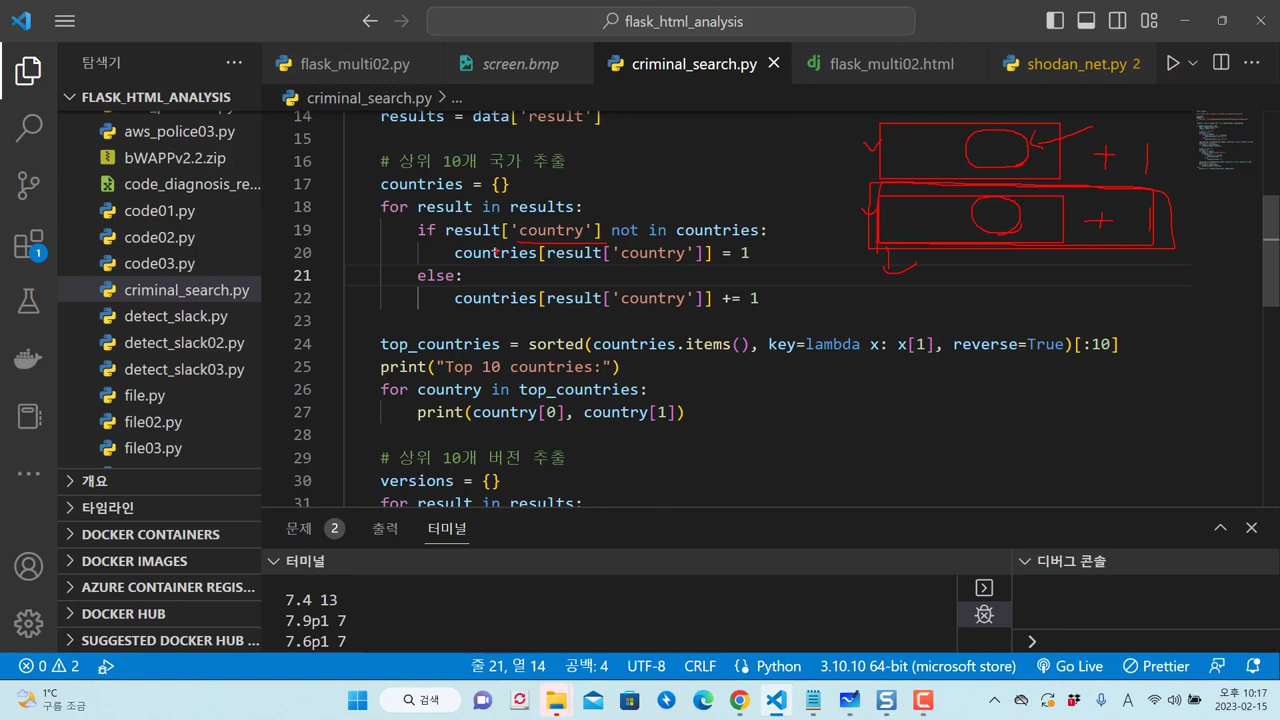 flask_html_analysis
탐색기
flask_multi02.py
screen.bmp
criminal_search.py
flask_multi02.html
shodan_net.py 2
FLASK_HTML_ANALYSIS
criminal_search.py > ...
aws_police03.py
bWAPPv2.2.zip
code_diagnosis_re...
code01.py
code02.py
code03.py
criminal_search.py
detect_slack.py
detect_slack02.py
detect_slack03.py
file.py
file02.py
file03.py
개요
타임라인
DOCKER CONTAINERS
DOCKER IMAGES
AZURE CONTAINER REGIS...
DOCKER HUB
SUGGESTED DOCKER HUB ...
1
14 results = data['result']
15
16 # 상위 10개 국가 추출
17 countries = {}
18 for result in results:
19 if result['country'] not in countries:
20 countries[result['country']] = 1
21 else:
22 countries[result['country']] += 1
23
24 top_countries = sorted(countries.items(), key=lambda x: x[1], reverse=True)[:10]
25 print("Top 10 countries:")
26 for country in top_countries:
27 print(country[0], country[1])
28
29 # 상위 10개 버전 추출
30 versions = {}
31 for result in results:
+ 1
+ 1
문제 2 출력 터미널
터미널
디버그 콘솔
7.4 13
7.9p1 7
7.6p1 7
0 2
줄 21, 열 14 공백: 4 UTF-8 CRLF Python 3.10.10 64-bit (microsoft store) Go Live Prettier
1°C
구름 조금
검색
A
오후 10:17
2023-02-15